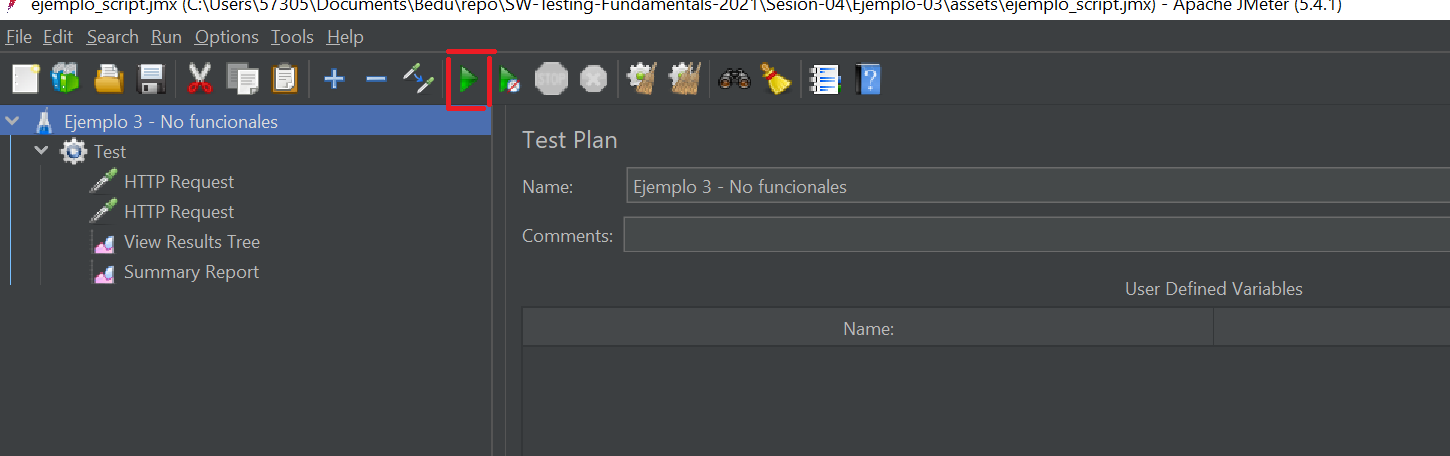 ejemplo_script.jmx (C:\Users\57305\Documents\Bedu\repo\SW-Testing-Fundamentals-2021\Sesion-04\Ejemplo-03\assets\ejemplo_script.jmx) - Apache JMeter (5.4.1)
File Edit Search Run Options Tools Help
STOP
Ejemplo 3 - No funcionales
Test
HTTP Request
HTTP Request
View Results Tree
Summary Report
Test Plan
Name: Ejemplo 3 - No funcionales
Comments:
User Defined Variables
Name: